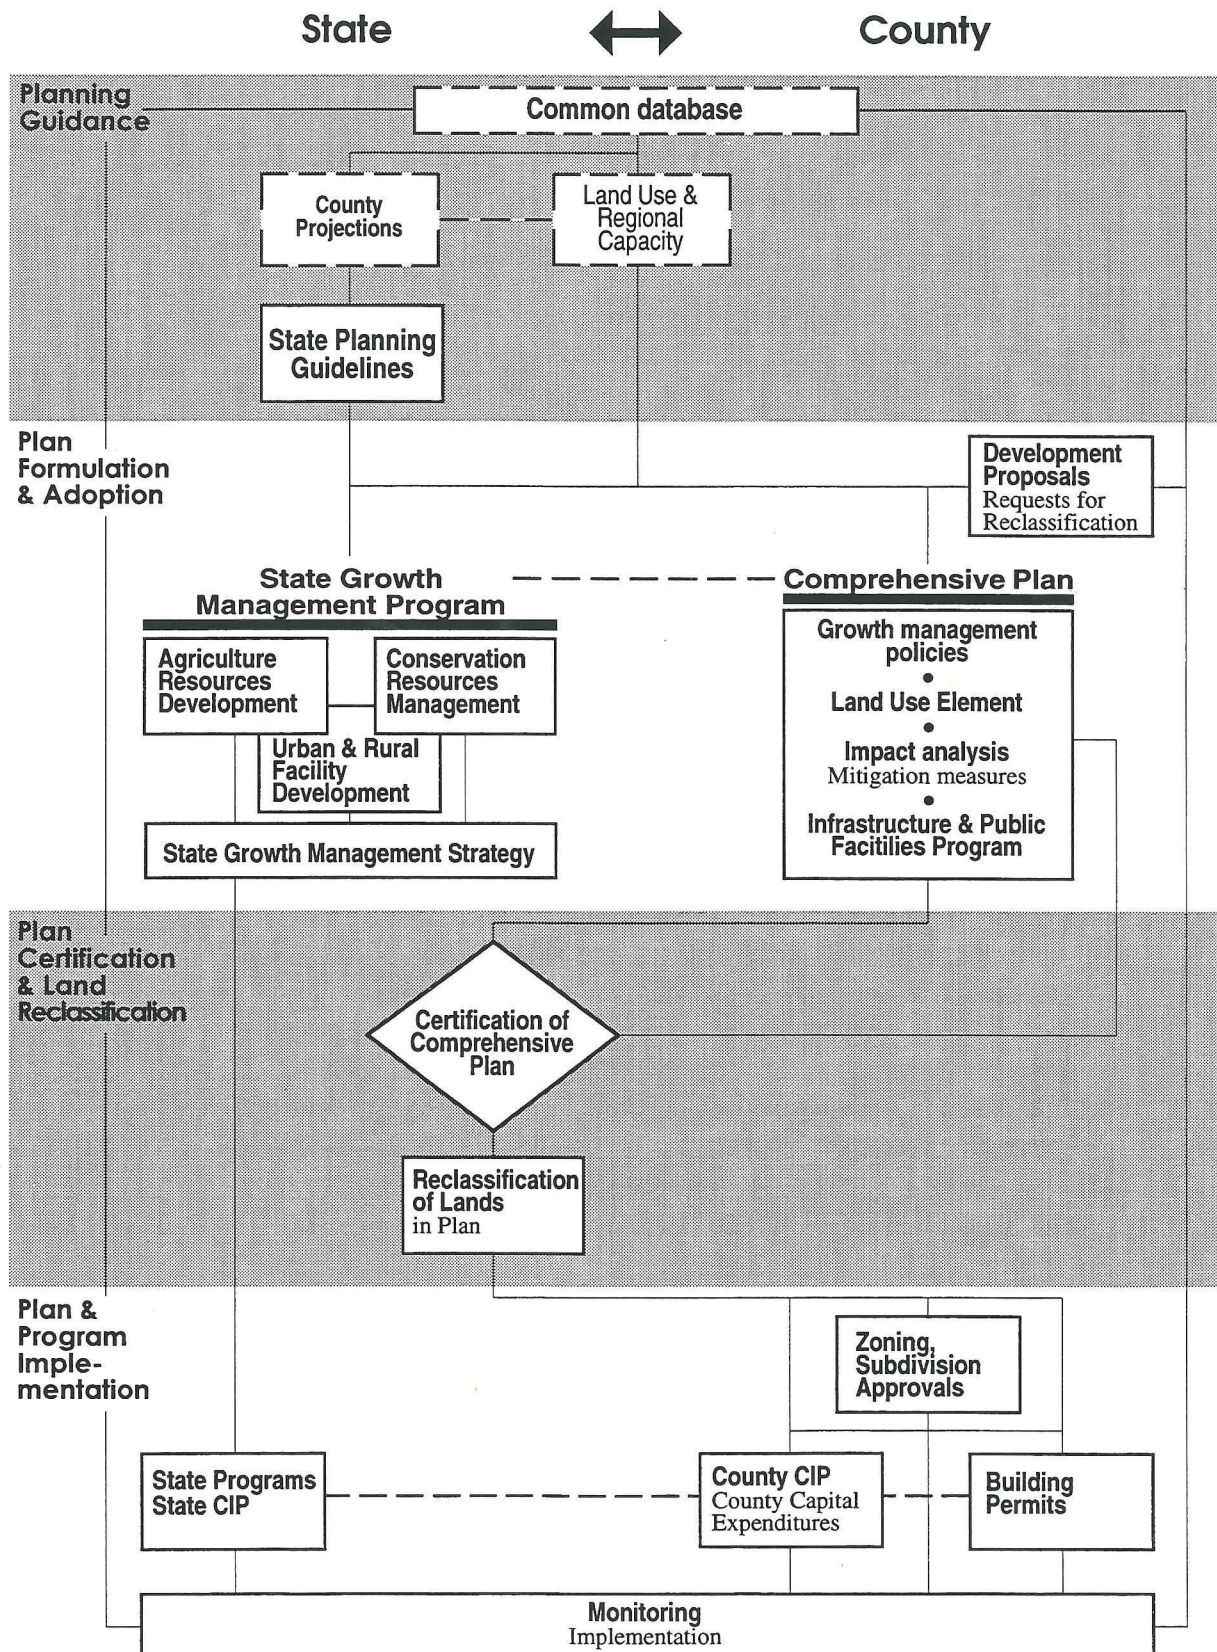 State
County
Planning
Guidance
Common database
County
Projections
Land Use &
Regional
Capacity
State Planning
Guidelines
Plan
Formulation
& Adoption
Development
Proposals
Requests for
Reclassification
State Growth
Management Program
Comprehensive Plan
Agriculture
Resources
Development
Conservation
Resources
Management
Urban & Rural
Facility
Development
State Growth Management Strategy
Growth management
policies
Land Use Element
Impact analysis
Mitigation measures
Infrastructure & Public
Facitilies Program
Plan
Certification
& Land
Reclassification
Certification of
Comprehensive
Plan
Reclassification
of Lands
in Plan
Plan &
Program
Imple-
mentation
Zoning,
Subdivision
Approvals
State Programs
State CIP
County CIP
County Capital
Expenditures
Building
Permits
Monitoring
Implementation